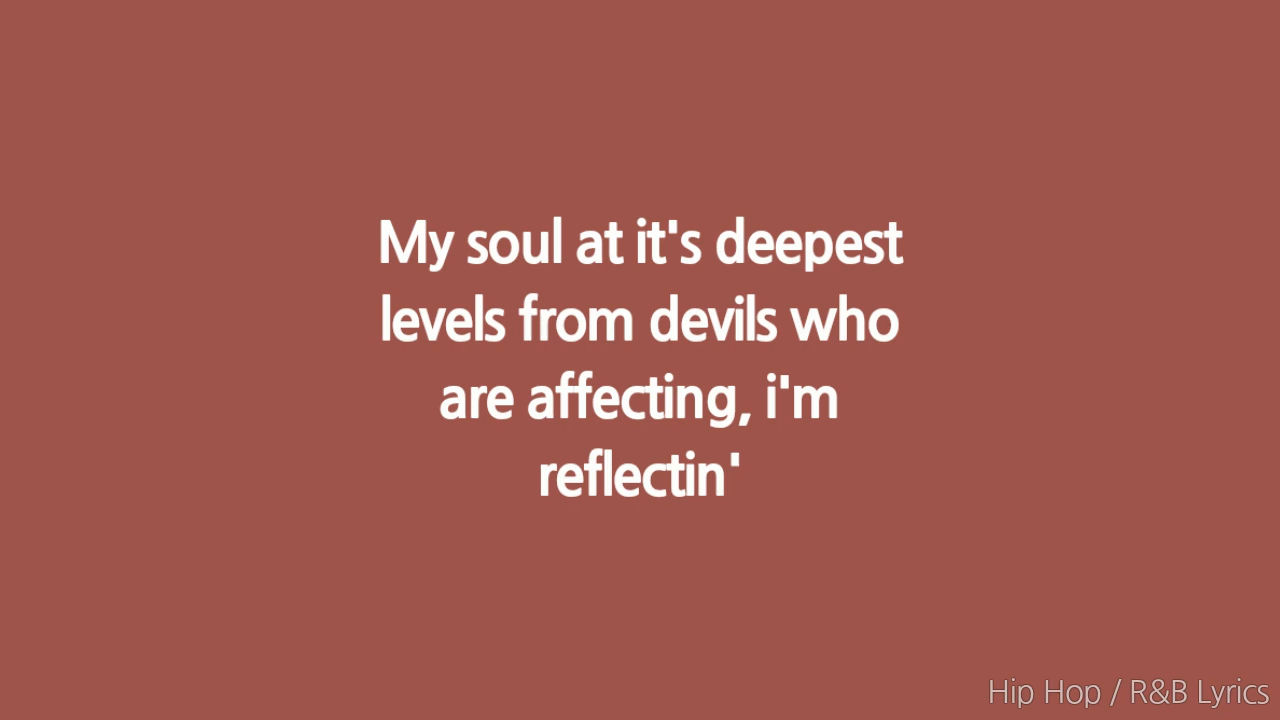 My soul at it's deepest
levels from devils who
are affecting, i'm
reflectin'
Hip Hop / R&B Lyrics